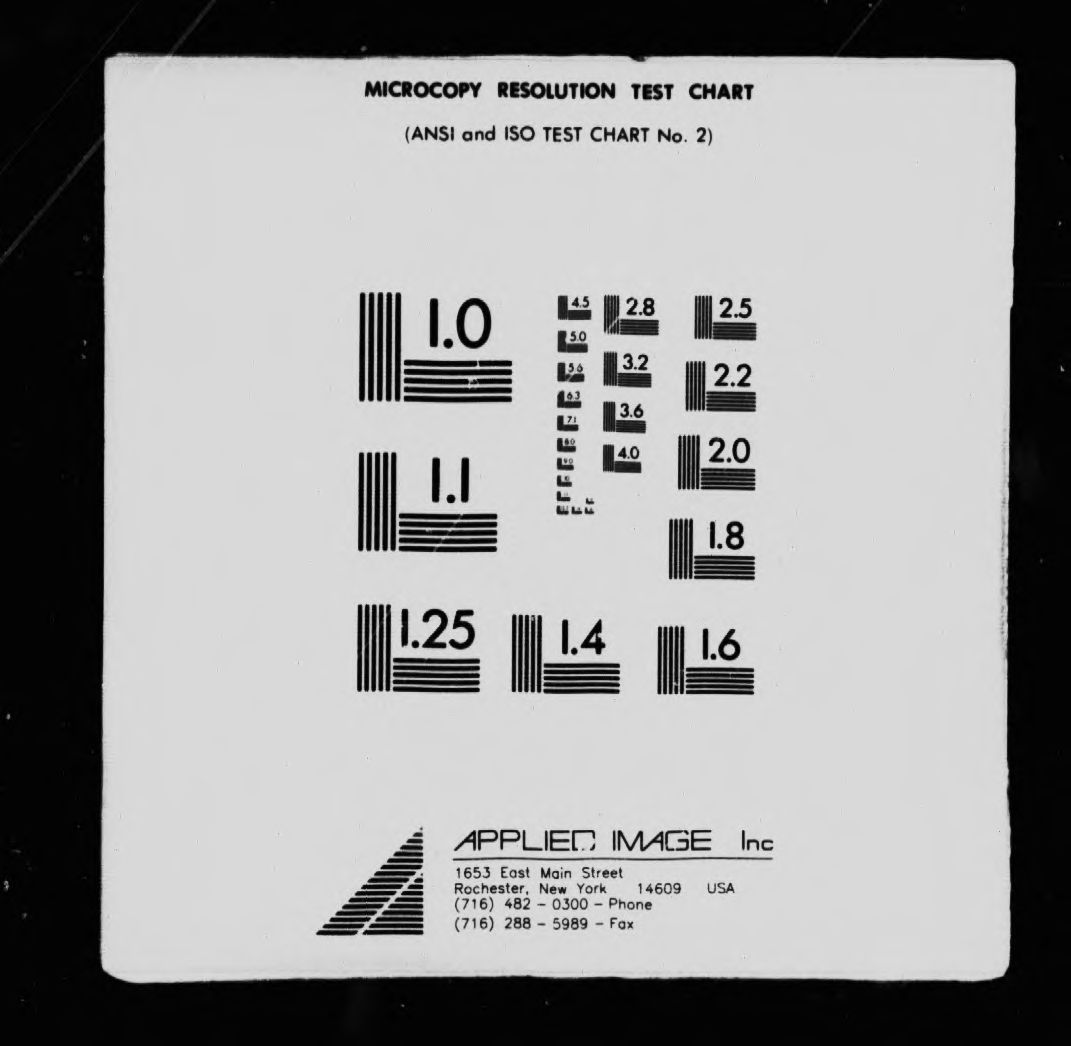 MICROCOPY RESOLUTION TEST CHART
(ANSI and ISO TEST CHART No. 2)
1.0
1.1
1.25
1.4
1.6
1.8
2.0
2.2
2.5
2.8
3.2
3.6
4.0
4.5
5.0
5.6
6.3
7.1
8.0
9.0
APPLIED IMAGE Inc
1653 East Main Street
Rochester, New York 14609 USA
(716) 482 - 0300 - Phone
(716) 288 - 5989 - Fax